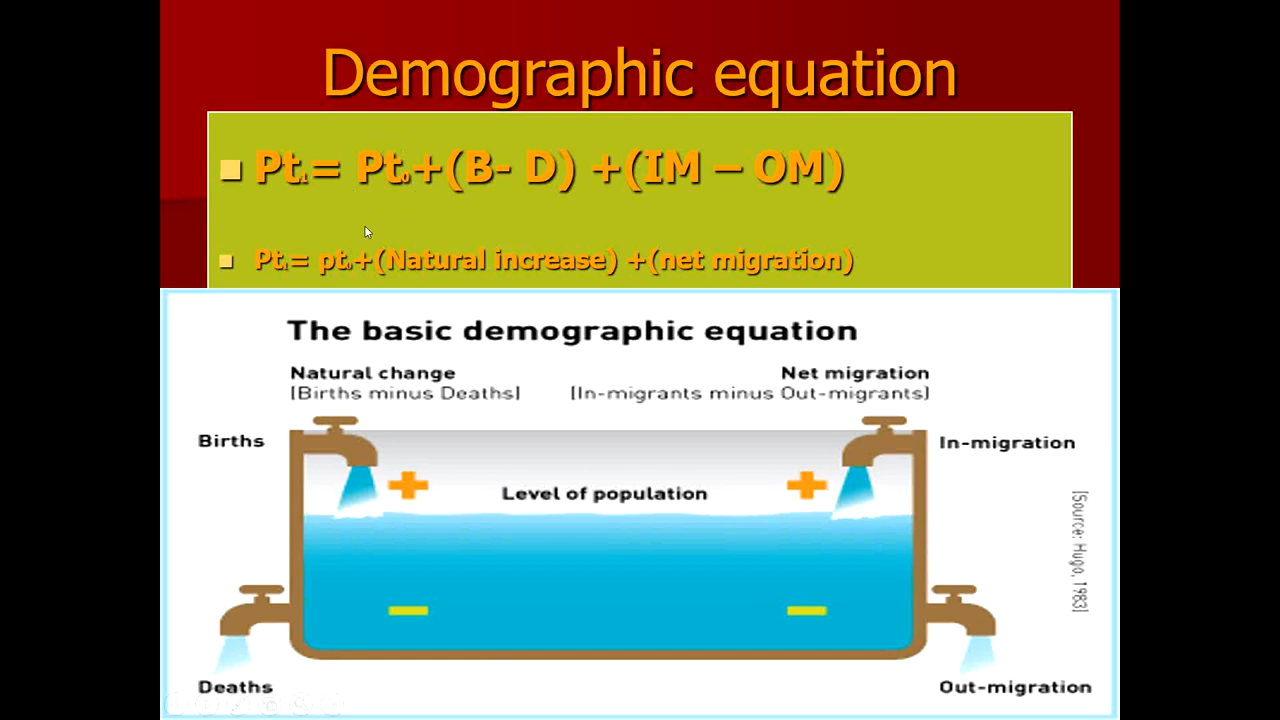 Demographic equation
Pt₁= Pt₀+(B- D) +(IM – OM)
Pt₁= pt₀+(Natural increase) +(net migration)
The basic demographic equation
Natural change
[Births minus Deaths]
Net migration
[In-migrants minus Out-migrants]
Births
In-migration
+
+
Level of population
[Source: Hugo, 1983]
Deaths
Out-migration